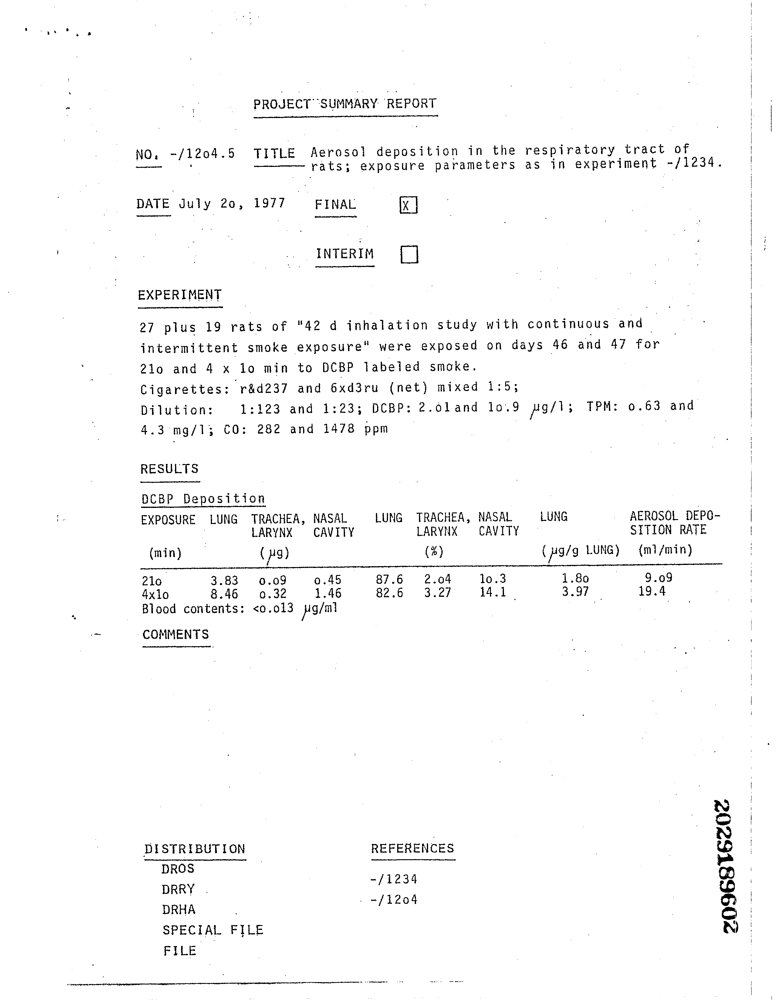 PROJECT SUMMARY REPORT
NO. -/12o4.5 TITLE Aerosol deposition in the respiratory tract of
rats; exposure parameters as in experiment -/1234.
DATE July 2o, 1977 FINAL X
INTERIM
EXPERIMENT
27 plus 19 rats of "42 d inhalation study with continuous and
intermittent smoke exposure" were exposed on days 46 and 47 for
21o and 4 x 1o min to DCBP labeled smoke.
Cigarettes: r&d237 and 6xd3ru (net) mixed 1:5;
Dilution: 1:123 and 1:23; DCBP: 2.o1and 1o.9 µg/l; TPM: o.63 and
4.3 mg/l; CO: 282 and 1478 ppm
RESULTS
DCBP Deposition
EXPOSURE LUNG TRACHEA, NASAL LUNG TRACHEA, NASAL LUNG AEROSOL DEPO-
LARYNX CAVITY LARYNX CAVITY SITION RATE
(min) (µg) (%) (µg/g LUNG) (ml/min)
21o 3.83 o.o9 o.45 87.6 2.o4 1o.3 1.8o 9.o9
4x1o 8.46 o.32 1.46 82.6 3.27 14.1 3.97 19.4
Blood contents: <o.o13 µg/ml
COMMENTS
DISTRIBUTION REFERENCES
DROS
-/1234
DRRY
-/12o4
DRHA
SPECIAL FILE
FILE
2029189602